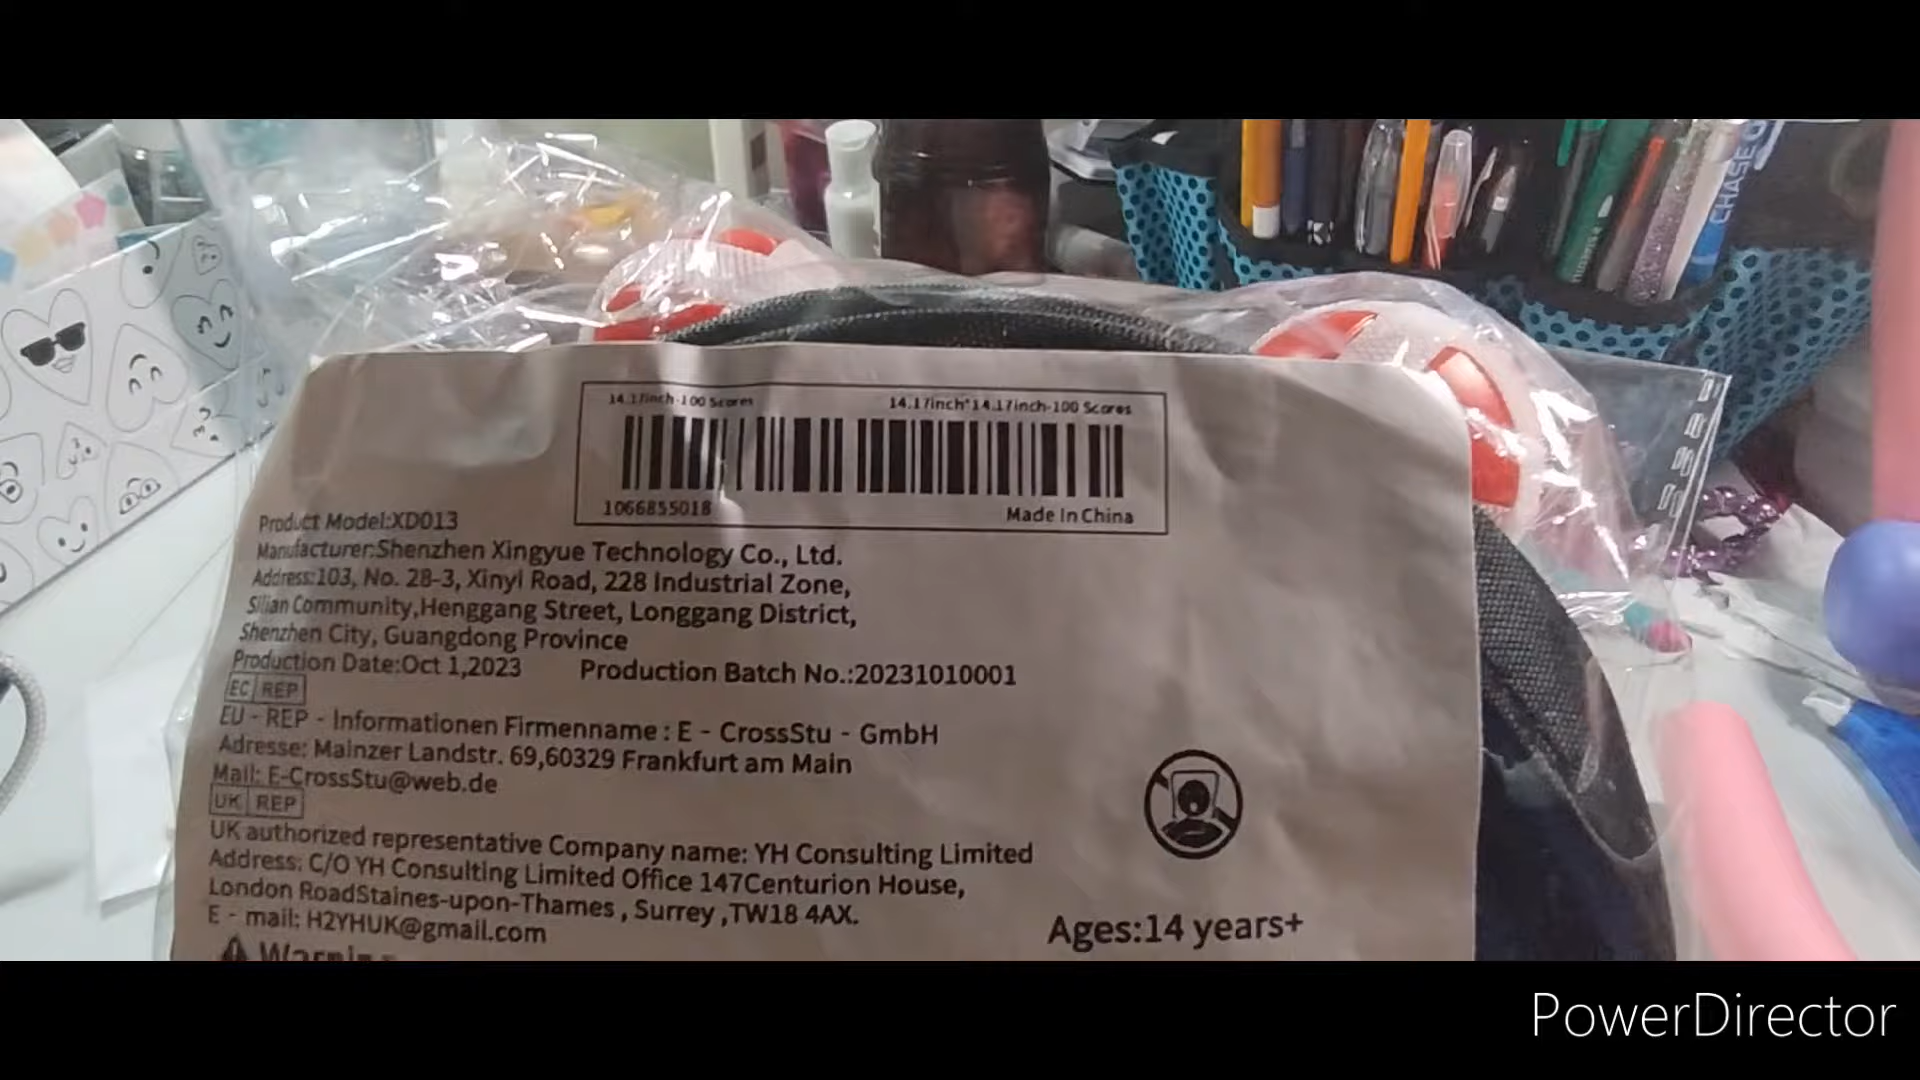 CHASEO
14.17inch-100 Scores
14.17inch*14.17inch-100 Scores
1066855018
Made In China
Product Model:XD013
Manufacturer:Shenzhen Xingyue Technology Co., Ltd.
Address:103, No. 28-3, Xinyi Road, 228 Industrial Zone,
Silian Community,Henggang Street, Longgang District,
Shenzhen City, Guangdong Province
Production Date:Oct 1,2023 Production Batch No.:20231010001
EC REP
EU - REP - Informationen Firmenname : E - CrossStu - GmbH
Adresse: Mainzer Landstr. 69,60329 Frankfurt am Main
Mail: E-CrossStu@web.de
UK REP
UK authorized representative Company name: YH Consulting Limited
Address: C/O YH Consulting Limited Office 147Centurion House,
London RoadStaines-upon-Thames , Surrey ,TW18 4AX.
E - mail: H2YHUK@gmail.com
Ages:14 years+
Warning
PowerDirector